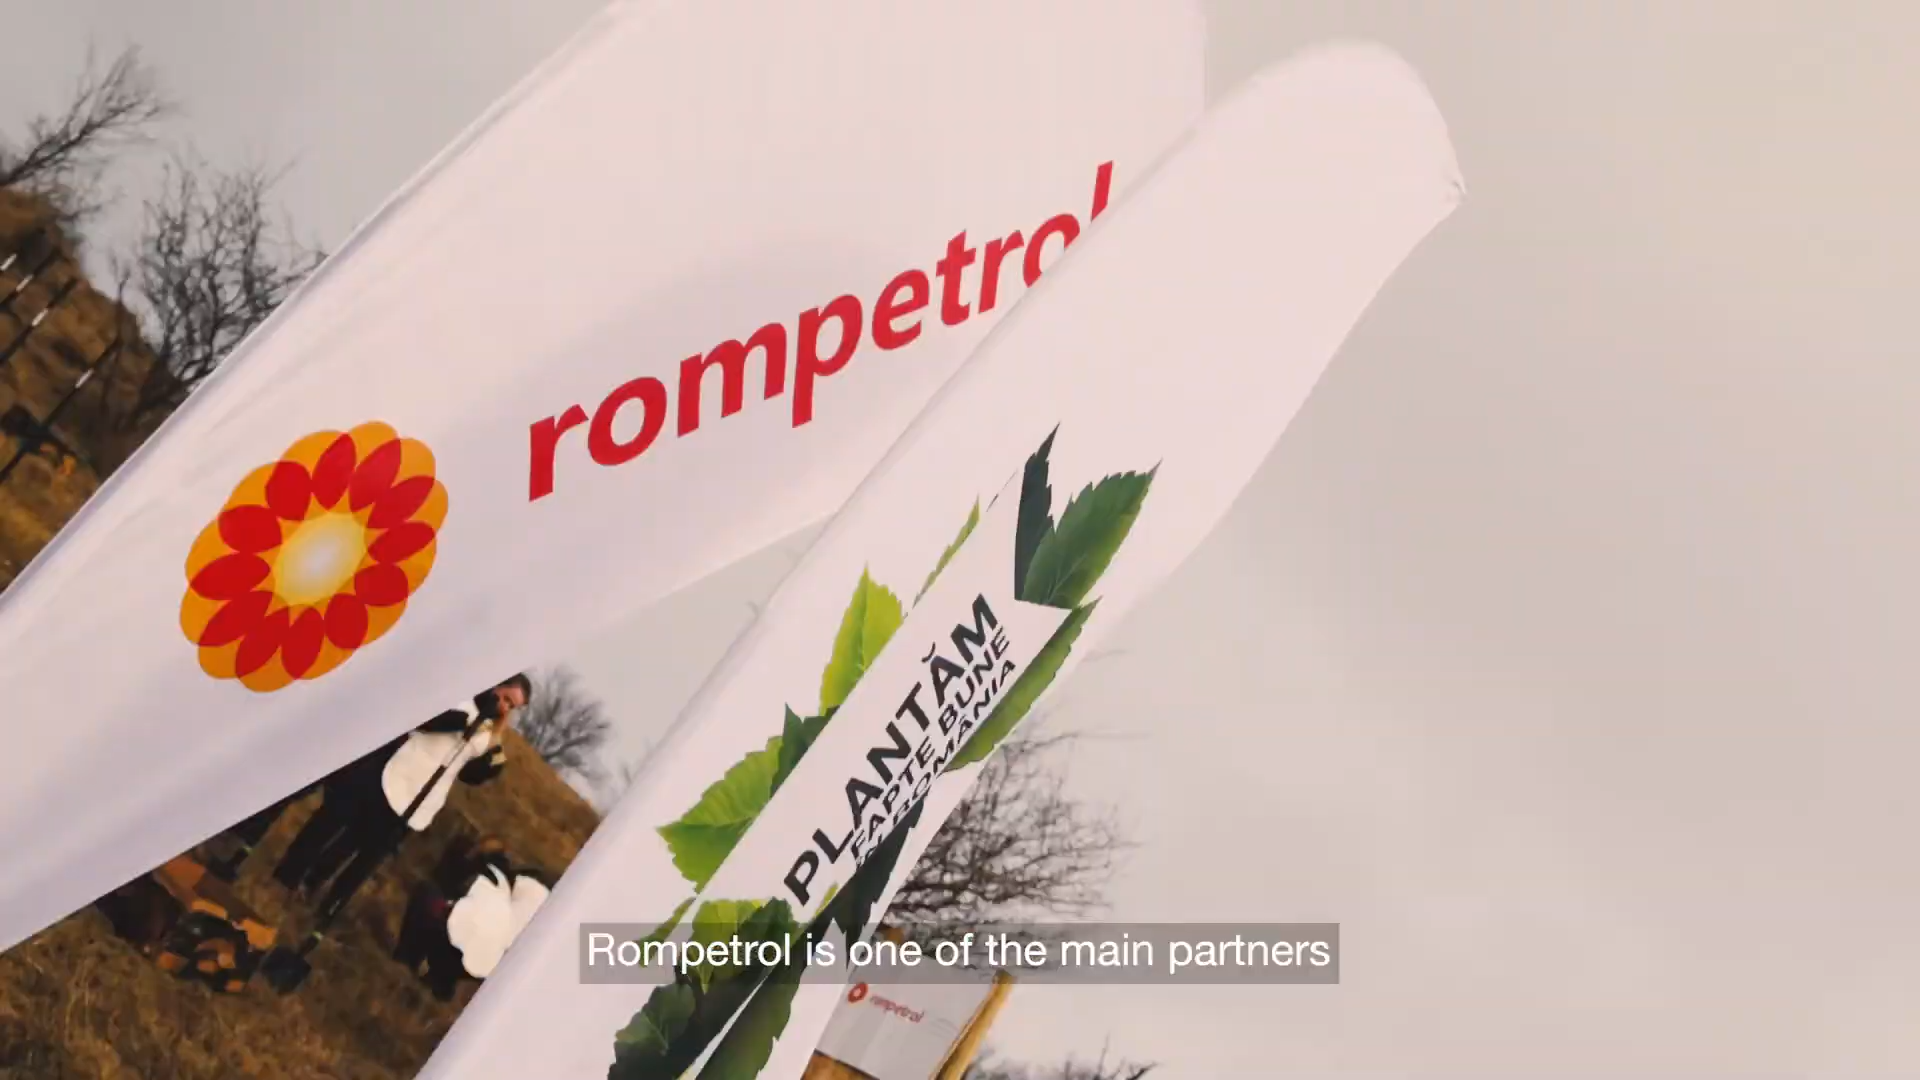 rompetrol
PLANTĂM
FAPTE BUNE
ÎN ROMÂNIA
Rompetrol is one of the main partners
rompetrol